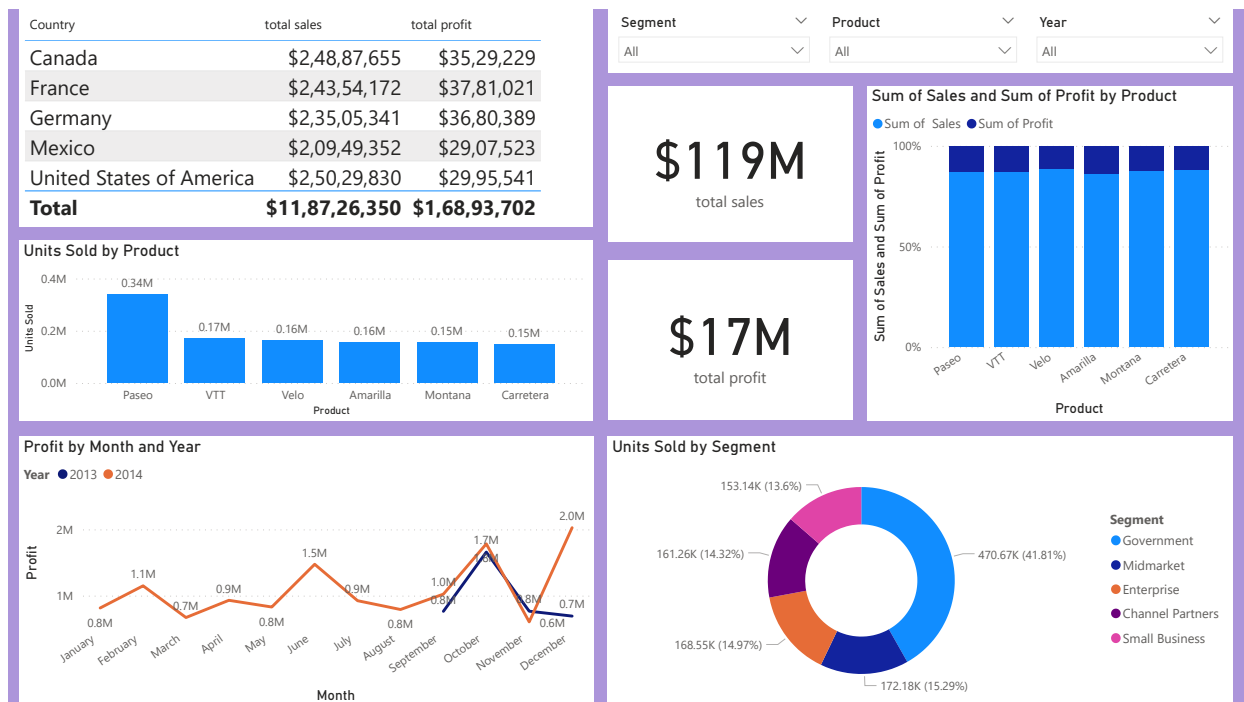 Country total sales total profit
Canada $2,48,87,655 $35,29,229
France $2,43,54,172 $37,81,021
Germany $2,35,05,341 $36,80,389
Mexico $2,09,49,352 $29,07,523
United States of America $2,50,29,830 $29,95,541
Total $11,87,26,350 $1,68,93,702
Segment Product Year
All All All
$119M
total sales
$17M
total profit
Sum of Sales and Sum of Profit by Product
Sum of Sales Sum of Profit
Sum of Sales and Sum of Profit
100%
50%
0%
Paseo VTT Velo Amarilla Montana Carretera
Product
Units Sold by Product
Units Sold
0.4M
0.2M
0.0M
0.34M 0.17M 0.16M 0.16M 0.15M 0.15M
Paseo VTT Velo Amarilla Montana Carretera
Product
Profit by Month and Year
Year 2013 2014
Profit
2M
1M
0.8M 1.1M 0.7M 0.9M 0.8M 1.5M 0.9M 0.8M 1.0M 1.7M 0.6M 2.0M
0.8M 0.7M
January February March April May June July August September October November December
Month
Units Sold by Segment
153.14K (13.6%)
161.26K (14.32%)
470.67K (41.81%)
168.55K (14.97%)
172.18K (15.29%)
Segment
Government
Midmarket
Enterprise
Channel Partners
Small Business